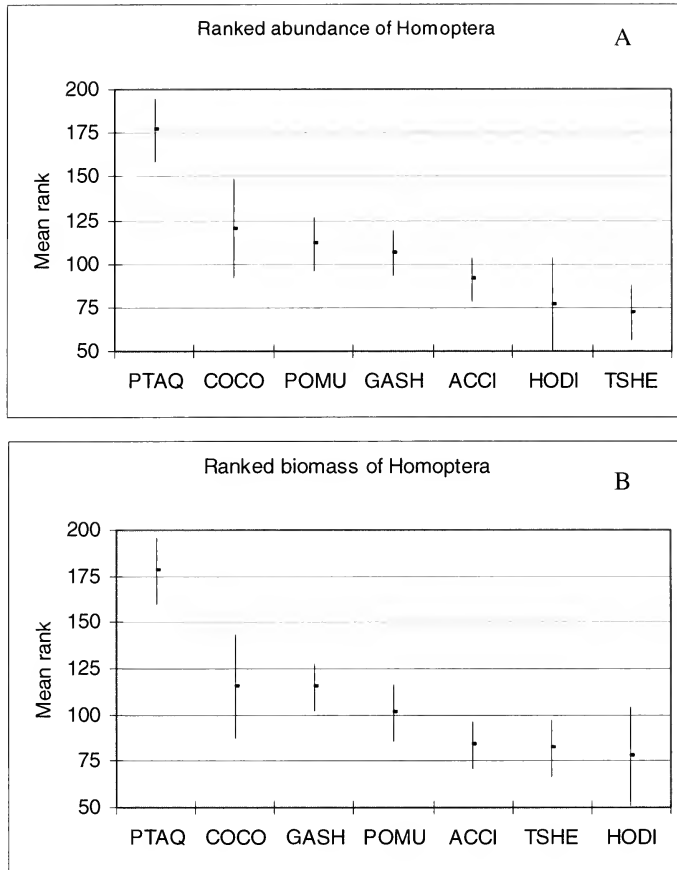 Ranked abundance of Homoptera
A
Mean rank
200
175
150
125
100
75
50
PTAQ COCO POMU GASH ACCI HODI TSHE
Ranked biomass of Homoptera
B
Mean rank
200
175
150
125
100
75
50
PTAQ COCO GASH POMU ACCI TSHE HODI